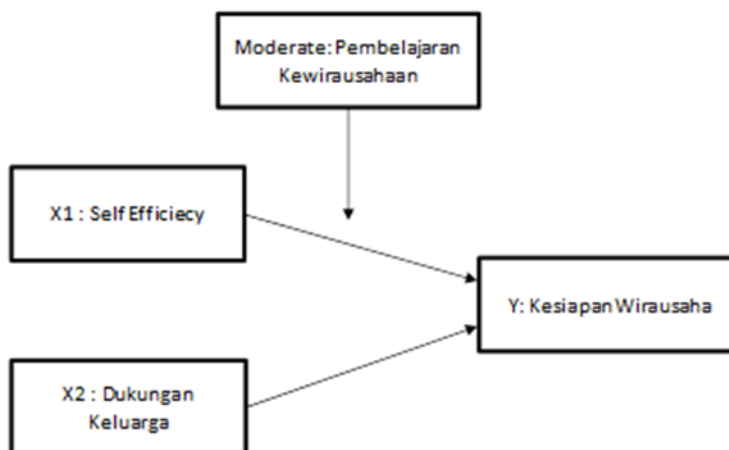 Moderate: Pembelajaran
Kewirausahaan
X1 : Self Efficiecy
Y: Kesiapan Wirausaha
X2 : Dukungan
Keluarga